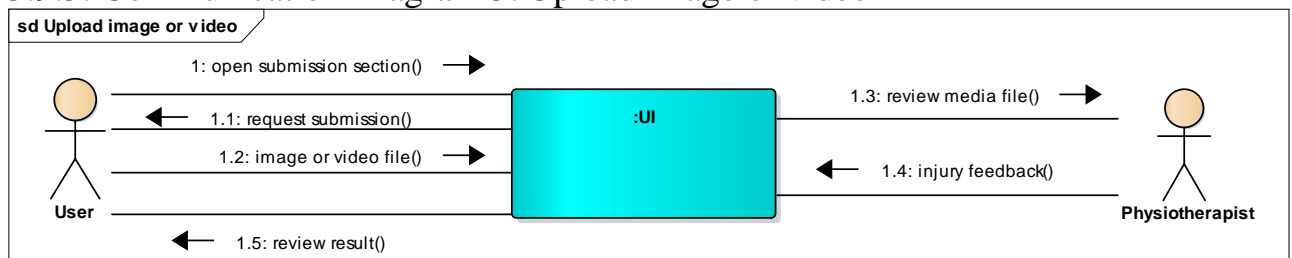 sd Upload image or video
1: open submission section()
1.1: request submission()
1.2: image or video file()
User
1.5: review result()
:UI
1.3: review media file()
1.4: injury feedback()
Physiotherapist